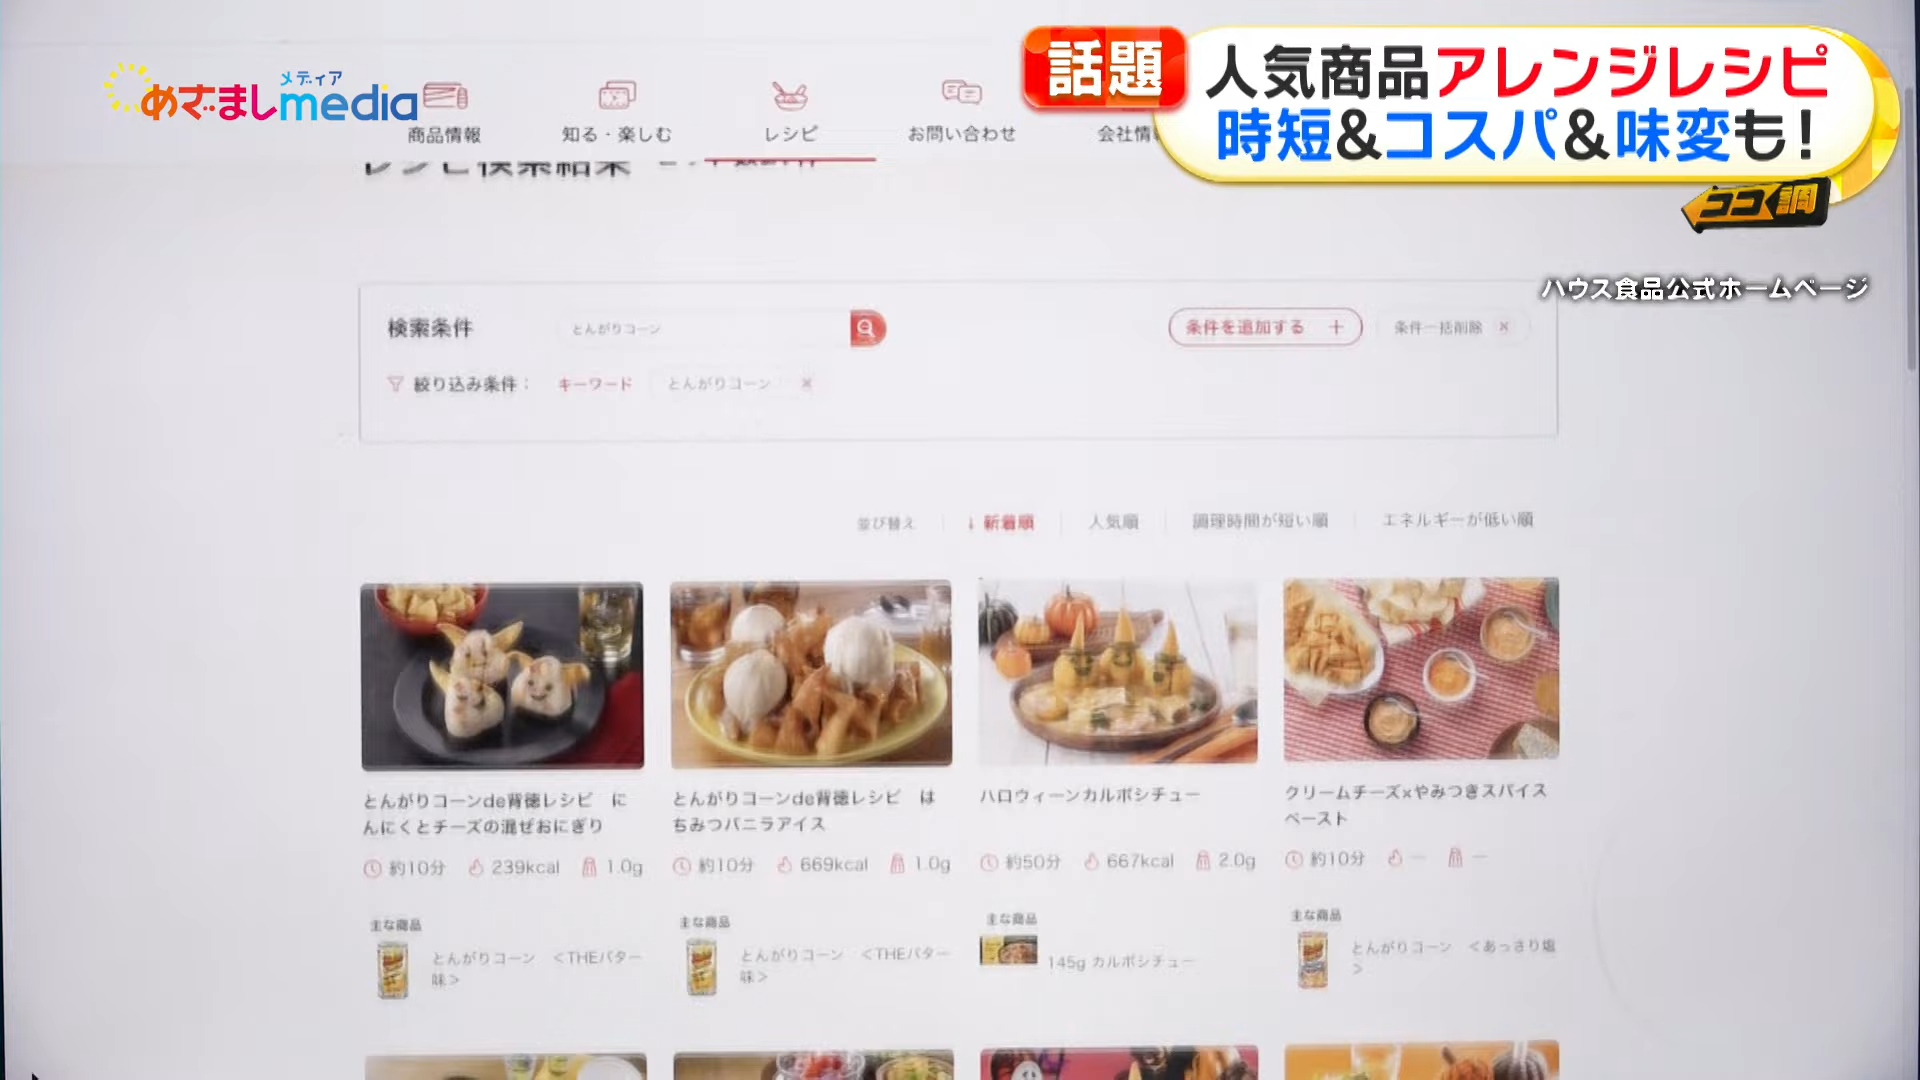 メディア
めざましmedia
話題
人気商品アレンジレシピ
時短&コスパ&味変も!
ココ調
ハウス食品公式ホームページ
商品情報
知る・楽しむ
レシピ
お問い合わせ
会社情
レシピ検索結果
検索条件
とんがりコーン
条件を追加する +
条件一括削除 ×
絞り込み条件:
キーワード
とんがりコーン ×
並び替え
↓ 新着順
人気順
調理時間が短い順
エネルギーが低い順
とんがりコーンde背徳レシピ に
んにくとチーズの混ぜおにぎり
約10分 239kcal 1.0g
主な商品
とんがりコーン <THEバター
味>
とんがりコーンde背徳レシピ は
ちみつバニラアイス
約10分 669kcal 1.0g
主な商品
とんがりコーン <THEバター
味>
ハロウィーンカルボシチュー
約50分 667kcal 2.0g
主な商品
145g カルボシチュー
クリームチーズ×やみつきスパイス
ペースト
約10分 — —
主な商品
とんがりコーン <あっさり塩
>